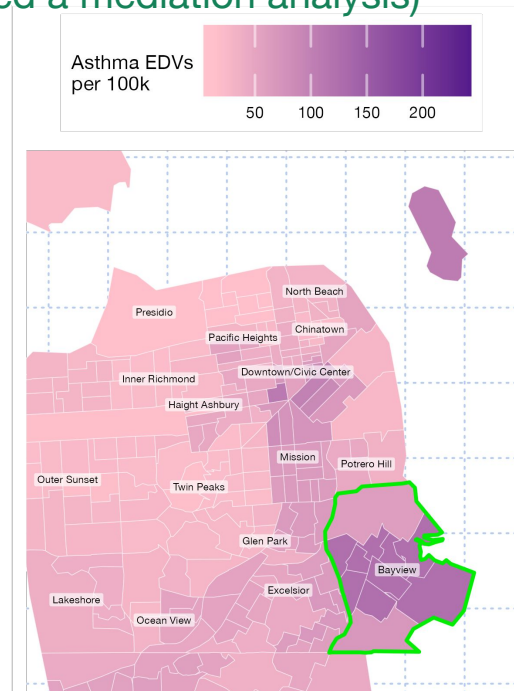 ed a mediation analysis)
Asthma EDVs
per 100k
50 100 150 200
North Beach
Presidio
Chinatown
Pacific Heights
Downtown/Civic Center
Inner Richmond
Haight Ashbury
Mission
Potrero Hill
Outer Sunset
Twin Peaks
Glen Park
Bayview
Excelsior
Lakeshore
Ocean View